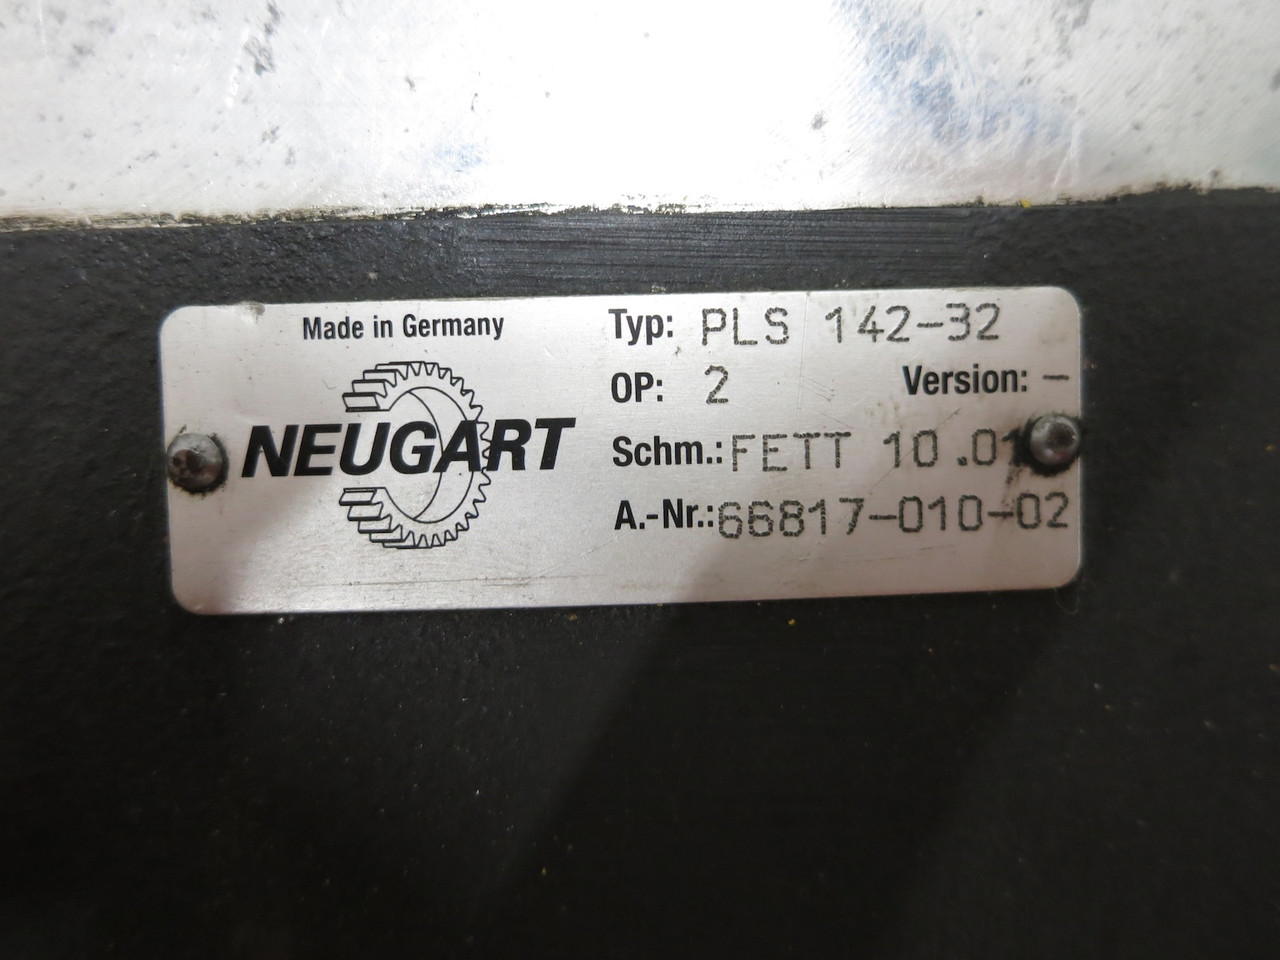 Made in Germany
NEUGART
Typ: PLS 142-32
OP: 2 Version: -
Schm.: FETT 10.01
A.-Nr.: 66817-010-02